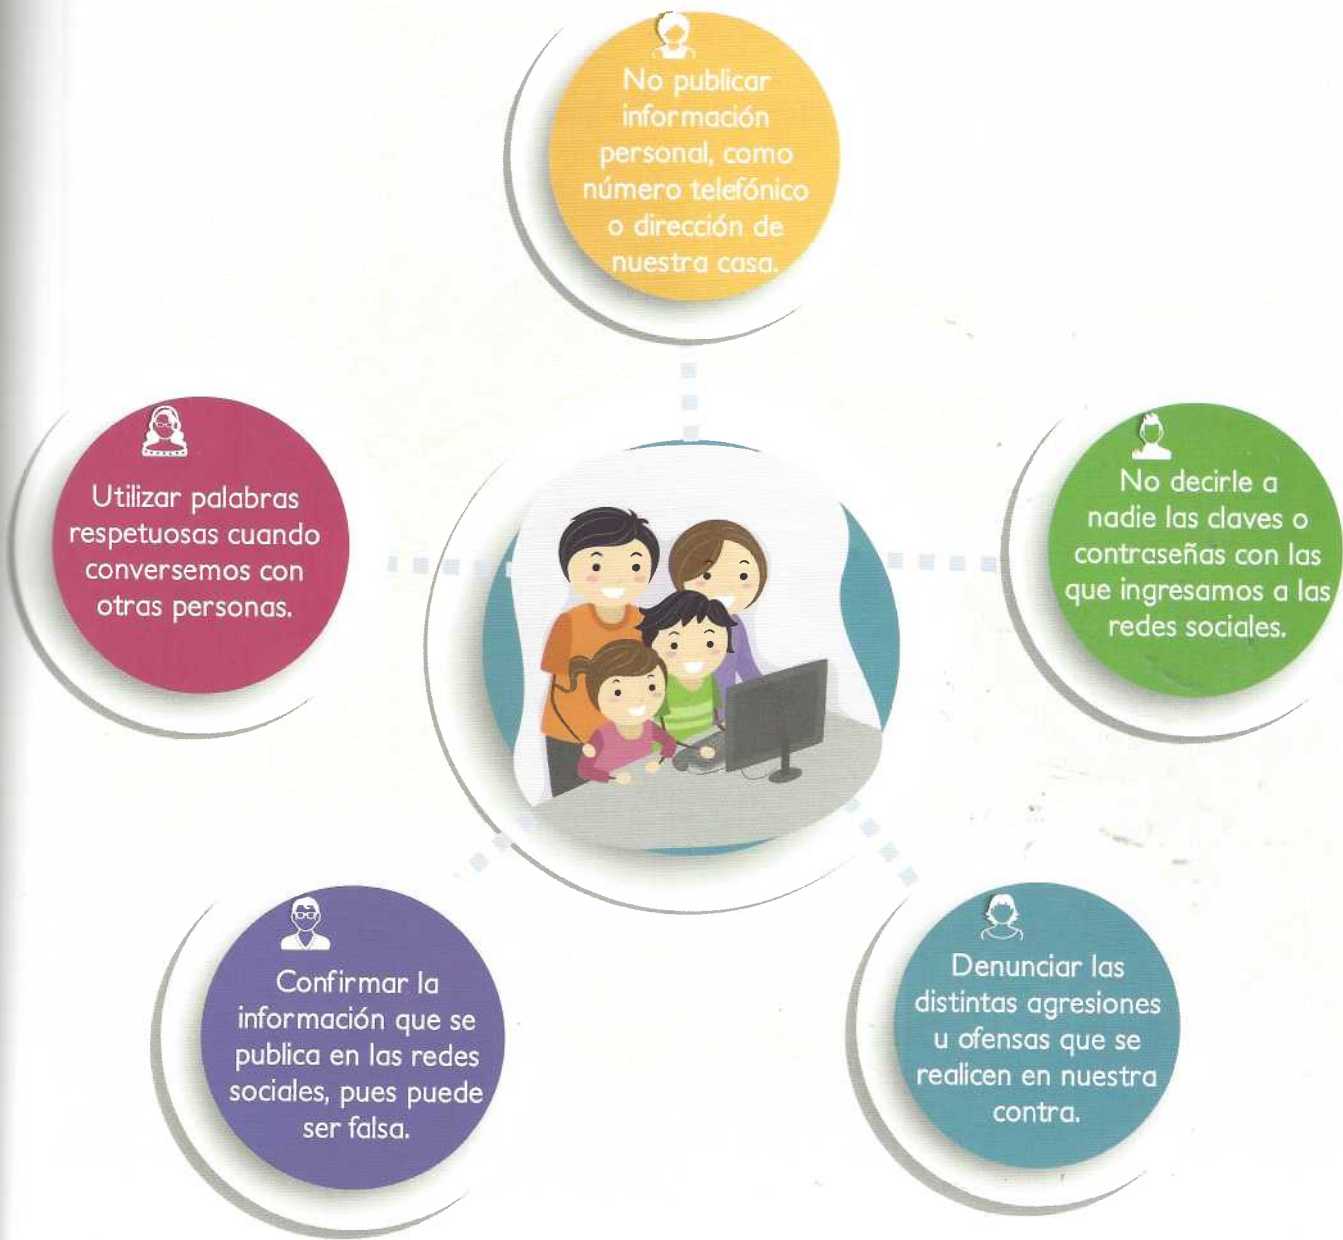 No publicar
información
personal, como
número telefónico
o dirección de
nuestra casa.
Utilizar palabras
respetuosas cuando
conversemos con
otras personas.
No decirle a
nadie las claves o
contraseñas con las
que ingresamos a las
redes sociales.
Confirmar la
información que se
publica en las redes
sociales, pues puede
ser falsa.
Denunciar las
distintas agresiones
u ofensas que se
realicen en nuestra
contra.